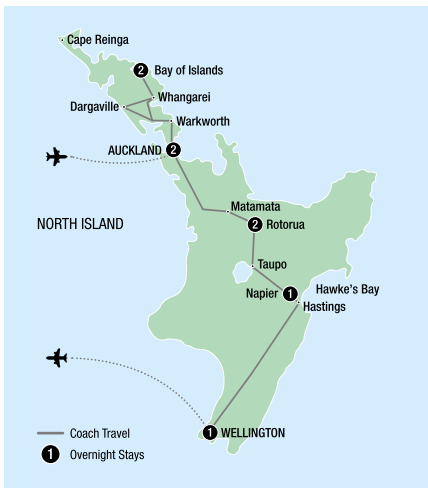 Cape Reinga
2 Bay of Islands
Whangarei
Dargaville
Warkworth
AUCKLAND 2
Matamata
NORTH ISLAND
2 Rotorua
Taupo
Napier 1 Hawke's Bay
Hastings
1 WELLINGTON
Coach Travel
1 Overnight Stays